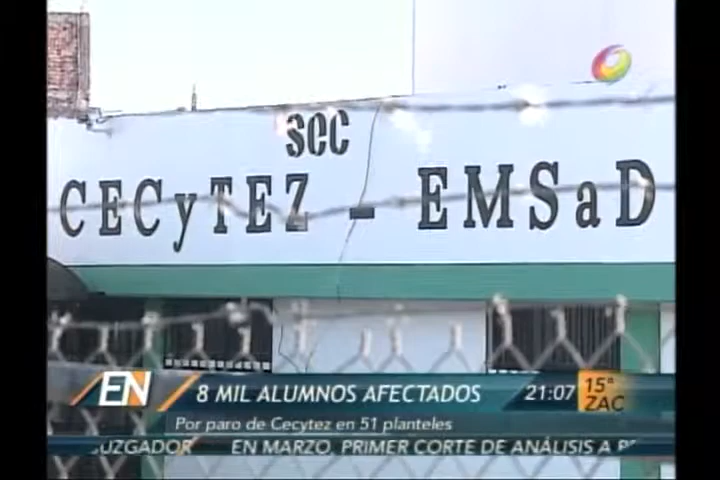 sec
CECyTEZ - EMSaD
EN
8 MIL ALUMNOS AFECTADOS
21:07
15°
ZAC
Por paro de Cecytez en 51 planteles
EN MARZO, PRIMER CORTE DE ANÁLISIS A